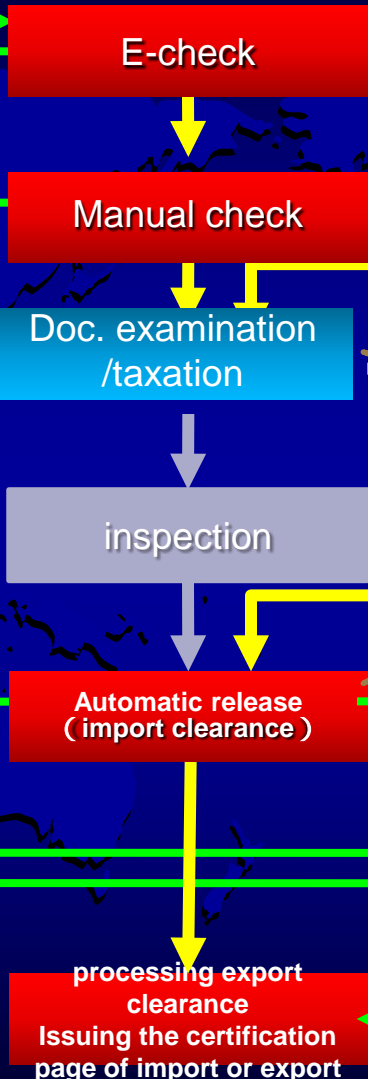 E-check
Manual check
Doc. examination
/taxation
inspection
Automatic release
（import clearance）
processing export
clearance
Issuing the certification
page of import or export